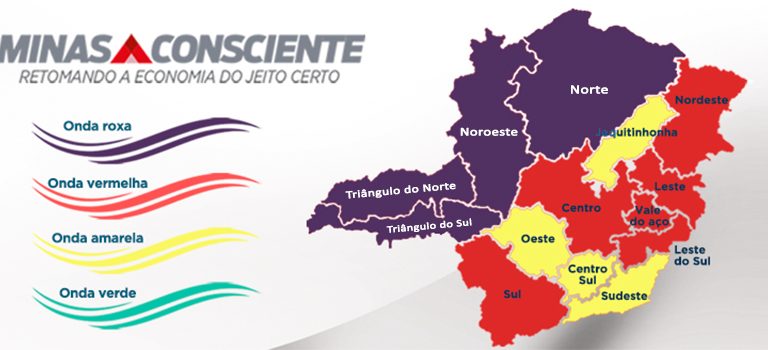 MINAS CONSCIENTE
RETOMANDO A ECONOMIA DO JEITO CERTO
Onda roxa
Onda vermelha
Onda amarela
Onda verde
Norte
Nordeste
Noroeste
Jequitinhonha
Triângulo do Norte
Leste
Centro
Vale
do aço
Triângulo do Sul
Oeste
Leste
do Sul
Centro
Sul
Sul
Sudeste